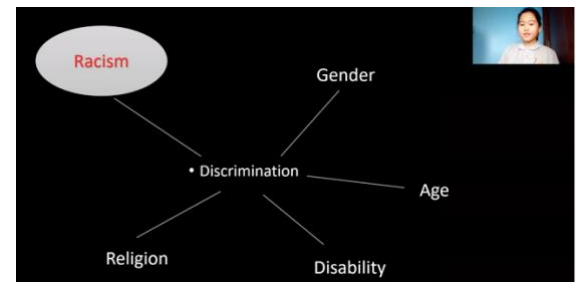 Racism
Gender
• Discrimination
Age
Religion
Disability